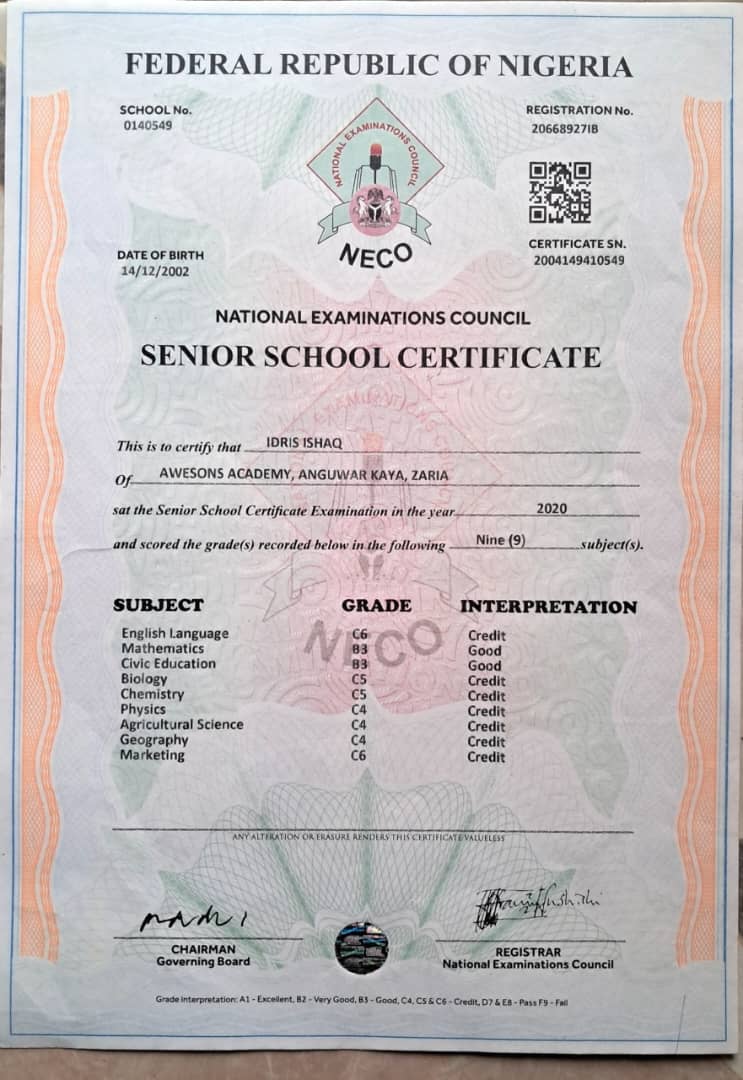 FEDERAL REPUBLIC OF NIGERIA
SCHOOL No.
0140549
REGISTRATION No.
20668927IB
NATIONAL EXAMINATIONS COUNCIL
NECO
DATE OF BIRTH
14/12/2002
CERTIFICATE SN.
2004149410549
NATIONAL EXAMINATIONS COUNCIL
SENIOR SCHOOL CERTIFICATE
This is to certify that IDRIS ISHAQ
Of AWESONS ACADEMY, ANGUWAR KAYA, ZARIA
sat the Senior School Certificate Examination in the year 2020
and scored the grade(s) recorded below in the following Nine (9) subject(s).
SUBJECT GRADE INTERPRETATION
English Language C6 Credit
Mathematics B3 Good
Civic Education B3 Good
Biology C5 Credit
Chemistry C5 Credit
Physics C4 Credit
Agricultural Science C4 Credit
Geography C4 Credit
Marketing C6 Credit
NECO
ANY ALTERATION OR ERASURE RENDERS THIS CERTIFICATE VALUELESS
CHAIRMAN
Governing Board
REGISTRAR
National Examinations Council
Grade Interpretation: A1 - Excellent, B2 - Very Good, B3 - Good, C4, C5 & C6 - Credit, D7 & E8 - Pass F9 - Fail